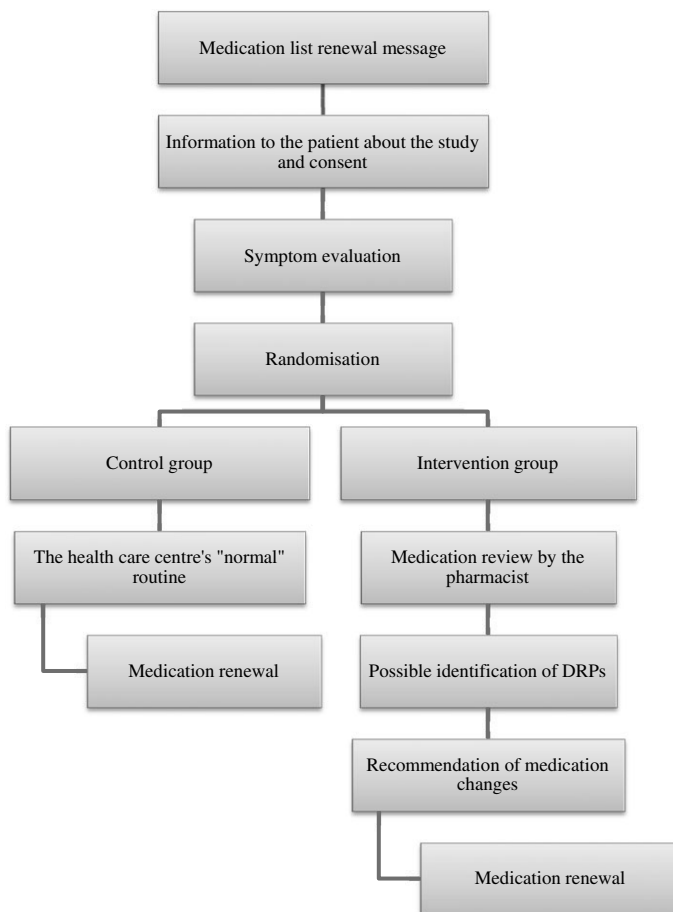 Medication list renewal message
Information to the patient about the study
and consent
Symptom evaluation
Randomisation
Control group
Intervention group
The health care centre's "normal"
routine
Medication review by the
pharmacist
Medication renewal
Possible identification of DRPs
Recommendation of medication
changes
Medication renewal